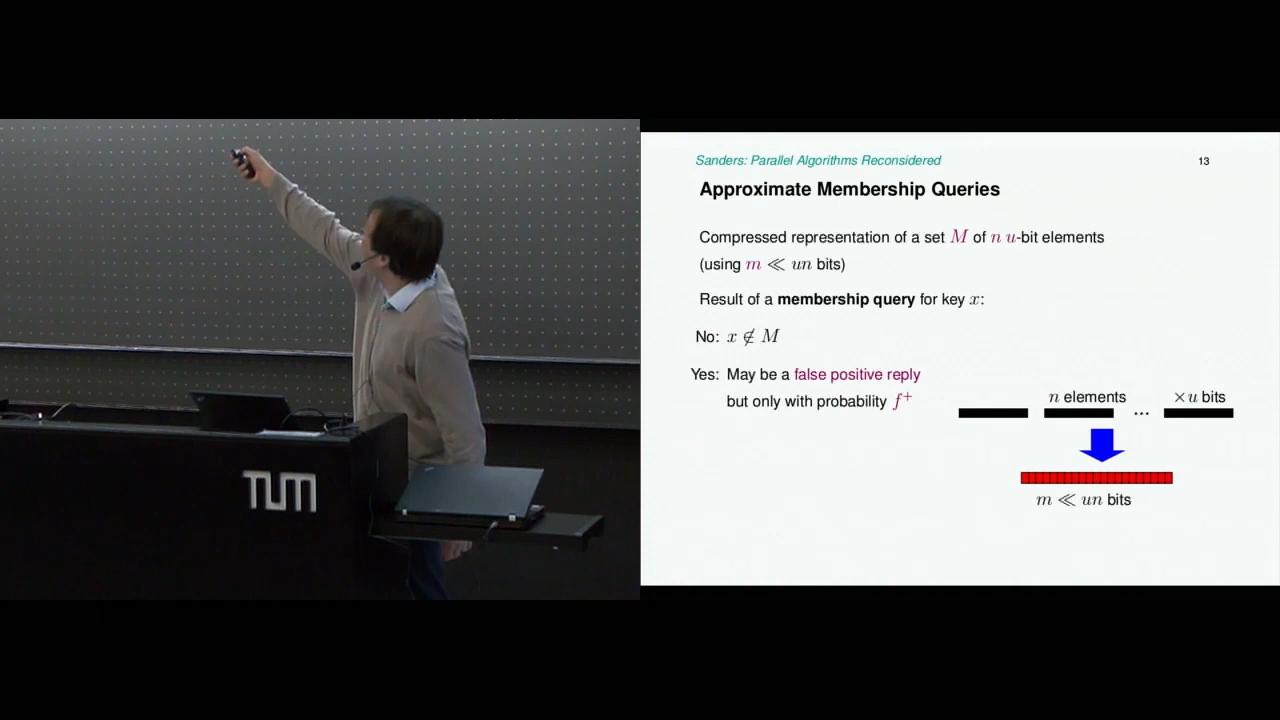 TUM
Sanders: Parallel Algorithms Reconsidered 13
Approximate Membership Queries
Compressed representation of a set M of n u-bit elements
(using m ≪ un bits)
Result of a membership query for key x:
No: x ∉ M
Yes: May be a false positive reply
but only with probability f⁺
n elements ×u bits
...
m ≪ un bits